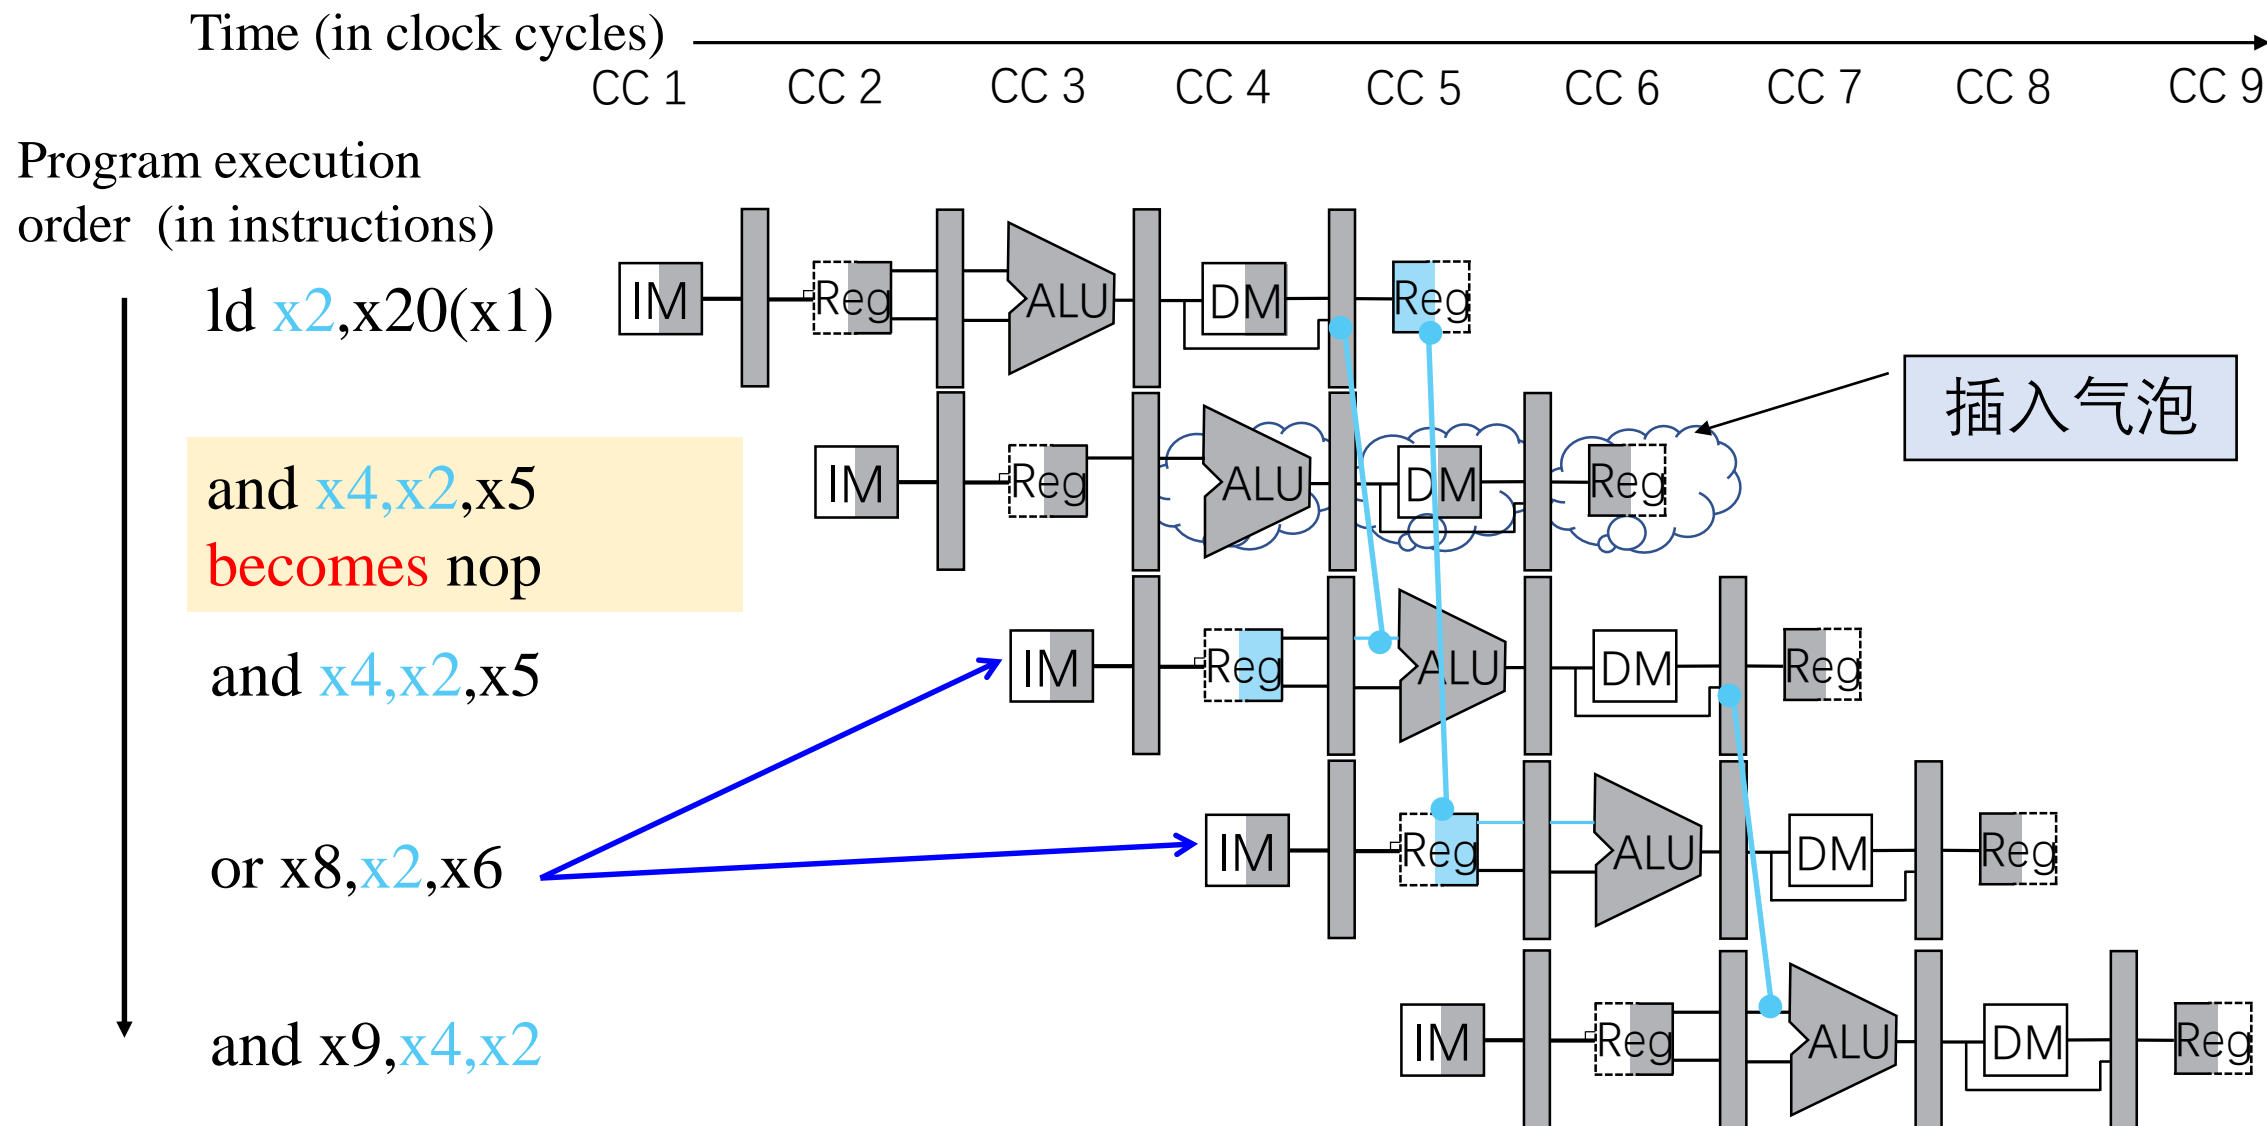 Time (in clock cycles)
CC 1 CC 2 CC 3 CC 4 CC 5 CC 6 CC 7 CC 8 CC 9
Program execution
order (in instructions)
ld x2,x20(x1)
IM Reg ALU DM Reg
插入气泡
and x4,x2,x5
becomes nop
IM Reg ALU DM Reg
and x4,x2,x5
IM Reg ALU DM Reg
or x8,x2,x6
IM Reg ALU DM Reg
and x9,x4,x2
IM Reg ALU DM Reg